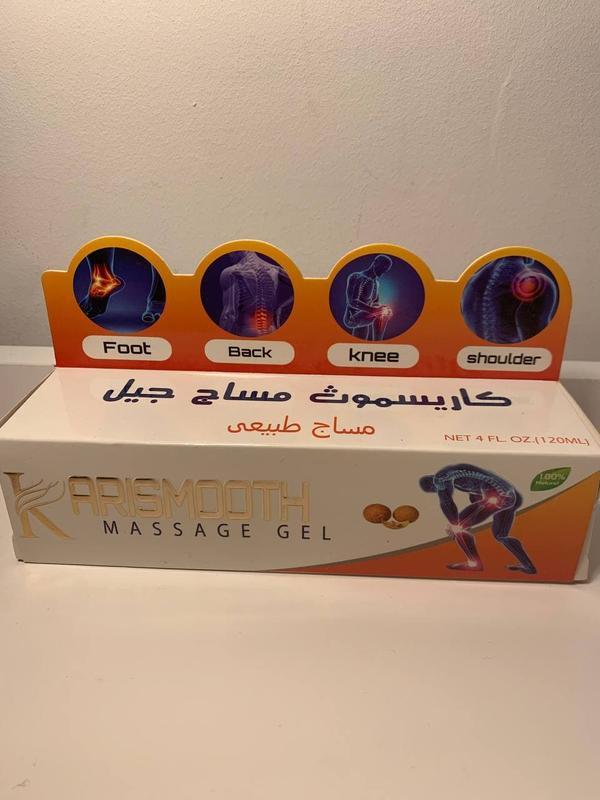 Foot
Back
knee
shoulder
كاريسموث مساج جيل
مساج طبيعى
NET 4 FL. OZ.(120ML)
KARISMOOTH
MASSAGE GEL
100%
Natural